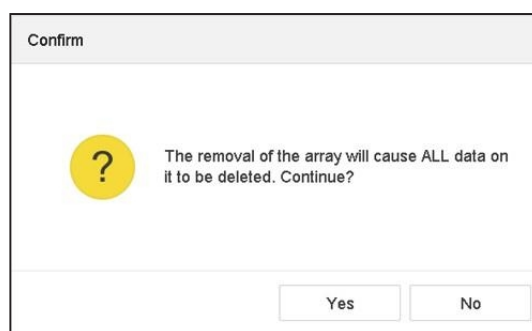 Confirm
?
The removal of the array will cause ALL data on
it to be deleted. Continue?
Yes
No